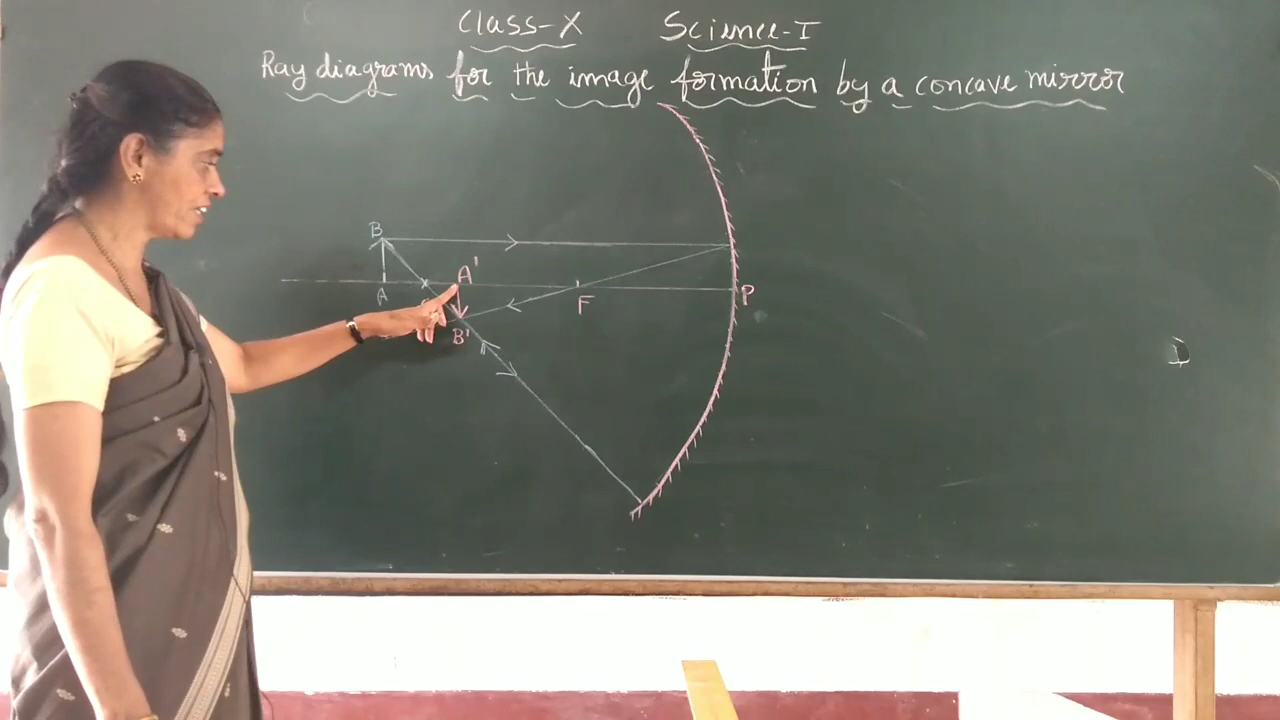 Class-X Science-I
Ray diagrams for the image formation by a concave mirror
B
A'
A
F
P
B'